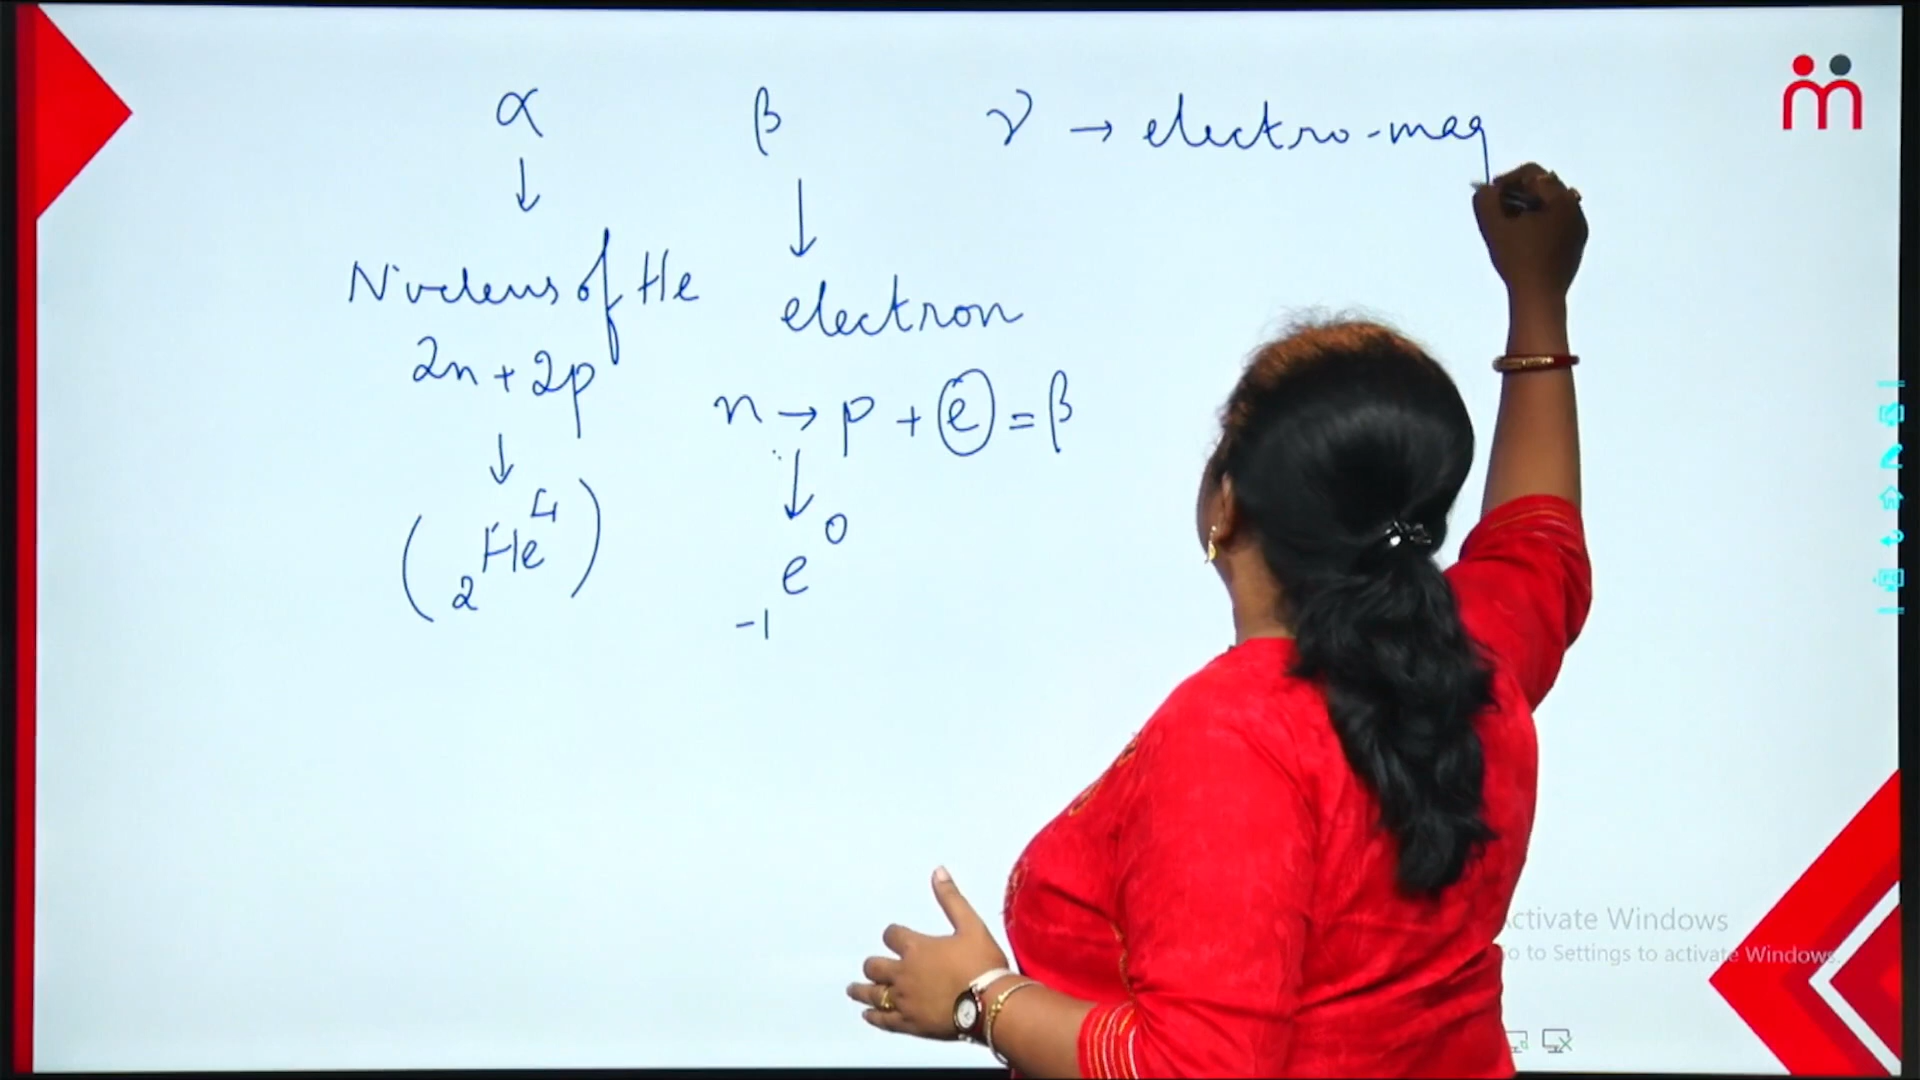 α β γ → electro-mag
↓ ↓
Nucleus of He
electron
2n + 2p
n → p + e = β
↓ ↓
(₂He⁴)
₋₁e⁰
Activate Windows
Go to Settings to activate Windows.